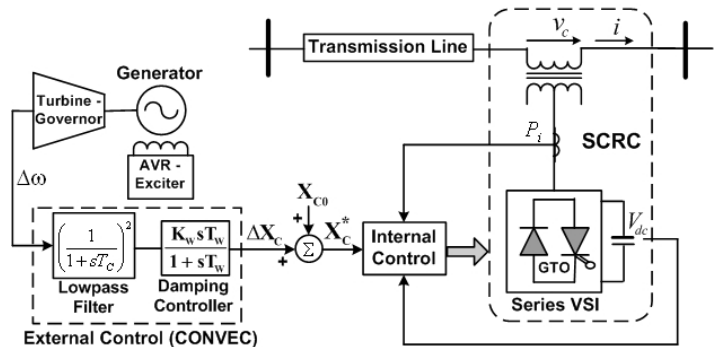 Transmission Line
v_c
i
Generator
Turbine -
Governor
AVR -
Exciter
Δω
P_i
SCRC
X_C0
+
(1/(1+sT_C))^2
K_W sT_W
1 + sT_W
ΔX_C
+
Σ
X_C^*
Internal
Control
V_dc
GTO
Series VSI
Lowpass
Filter
Damping
Controller
External Control (CONVEC)